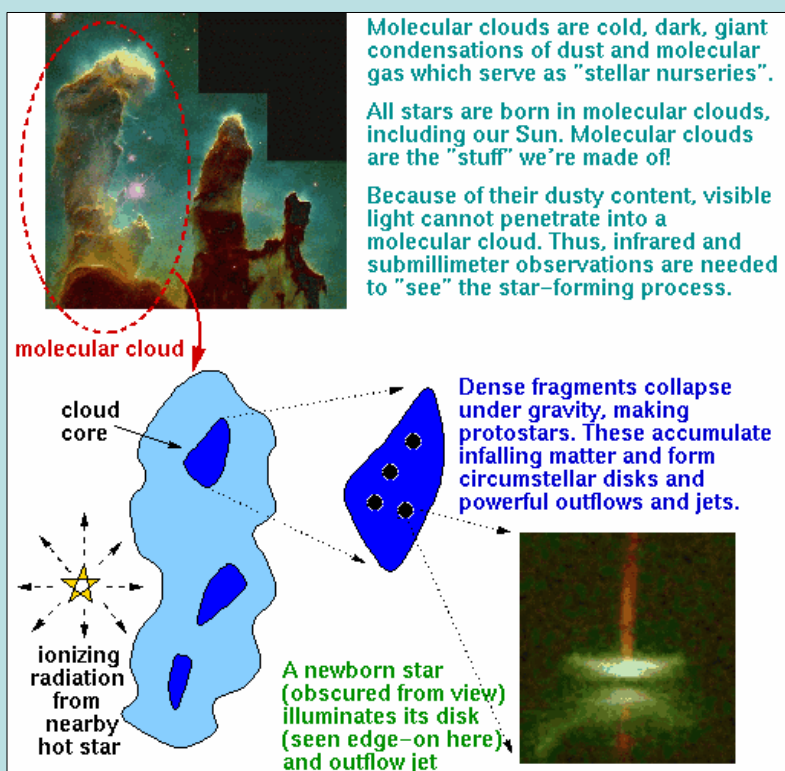 Molecular clouds are cold, dark, giant
condensations of dust and molecular
gas which serve as "stellar nurseries".
All stars are born in molecular clouds,
including our Sun. Molecular clouds
are the "stuff" we're made of!
Because of their dusty content, visible
light cannot penetrate into a
molecular cloud. Thus, infrared and
submillimeter observations are needed
to "see" the star-forming process.
molecular cloud
cloud
core
Dense fragments collapse
under gravity, making
protostars. These accumulate
infalling matter and form
circumstellar disks and
powerful outflows and jets.
ionizing
radiation
from
nearby
hot star
A newborn star
(obscured from view)
illuminates its disk
(seen edge-on here)
and outflow jet